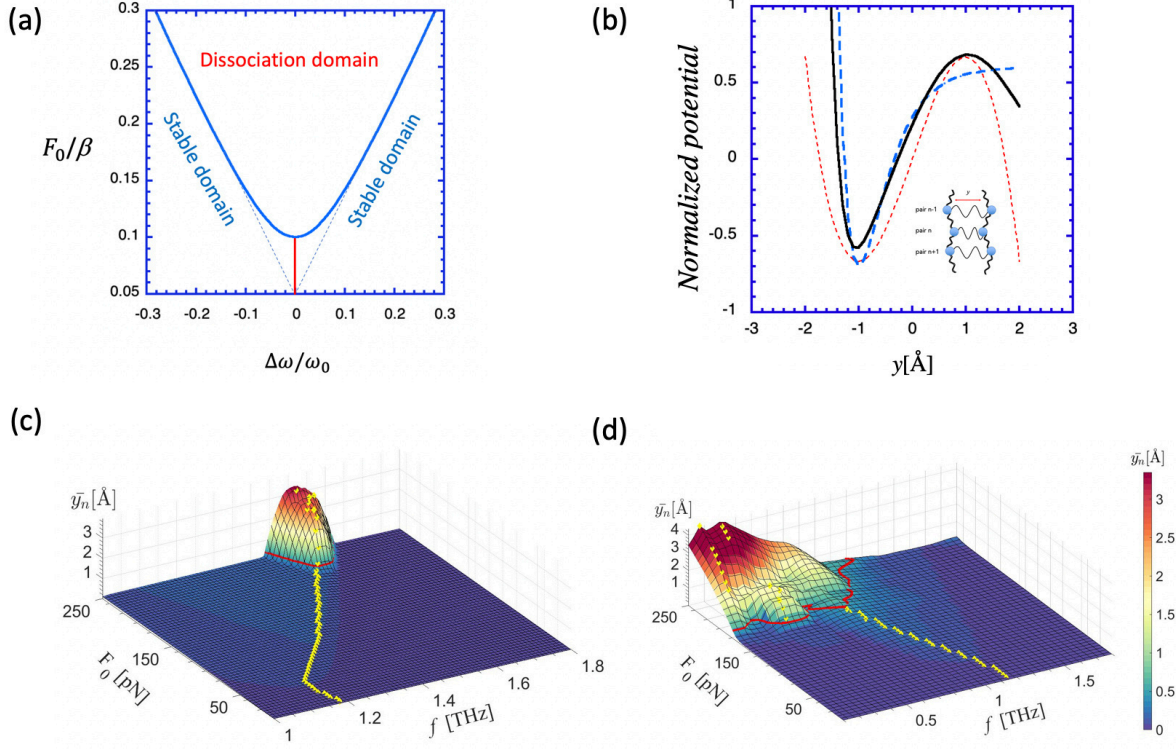 (a)
0.3
0.25
F₀/β
0.2
0.15
0.1
0.05
Dissociation domain
Stable domain
Stable domain
-0.3 -0.2 -0.1 0 0.1 0.2 0.3
Δω/ω₀
(b)
1
0.5
0
-0.5
-1
Normalized potential
y
pair n-1
pair n
pair n+1
-3 -2 -1 0 1 2 3
y[Å]
(c)
ȳₙ[Å]
3
2
1
250
150
50
F₀ [pN]
1 1.2 1.4 1.6 1.8
f [THz]
(d)
ȳₙ[Å]
4
3
2
1
250
150
50
F₀ [pN]
0.5 1 1.5
f [THz]
ȳₙ[Å]
3
2.5
2
1.5
1
0.5
0